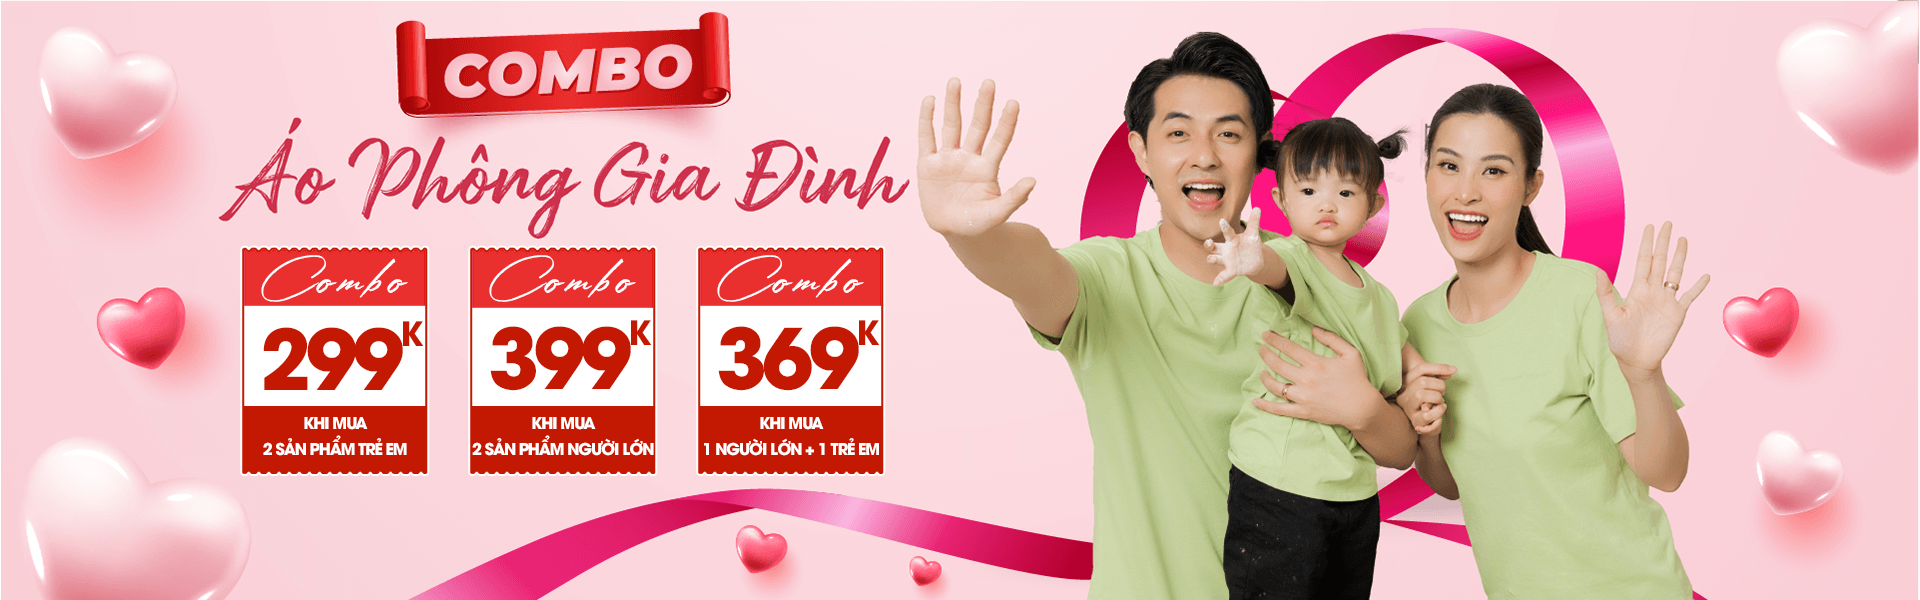 COMBO
Áo Phông Gia Đình
Combo
299K
KHI MUA
2 SẢN PHẨM TRẺ EM
Combo
399K
KHI MUA
2 SẢN PHẨM NGƯỜI LỚN
Combo
369K
KHI MUA
1 NGƯỜI LỚN + 1 TRẺ EM